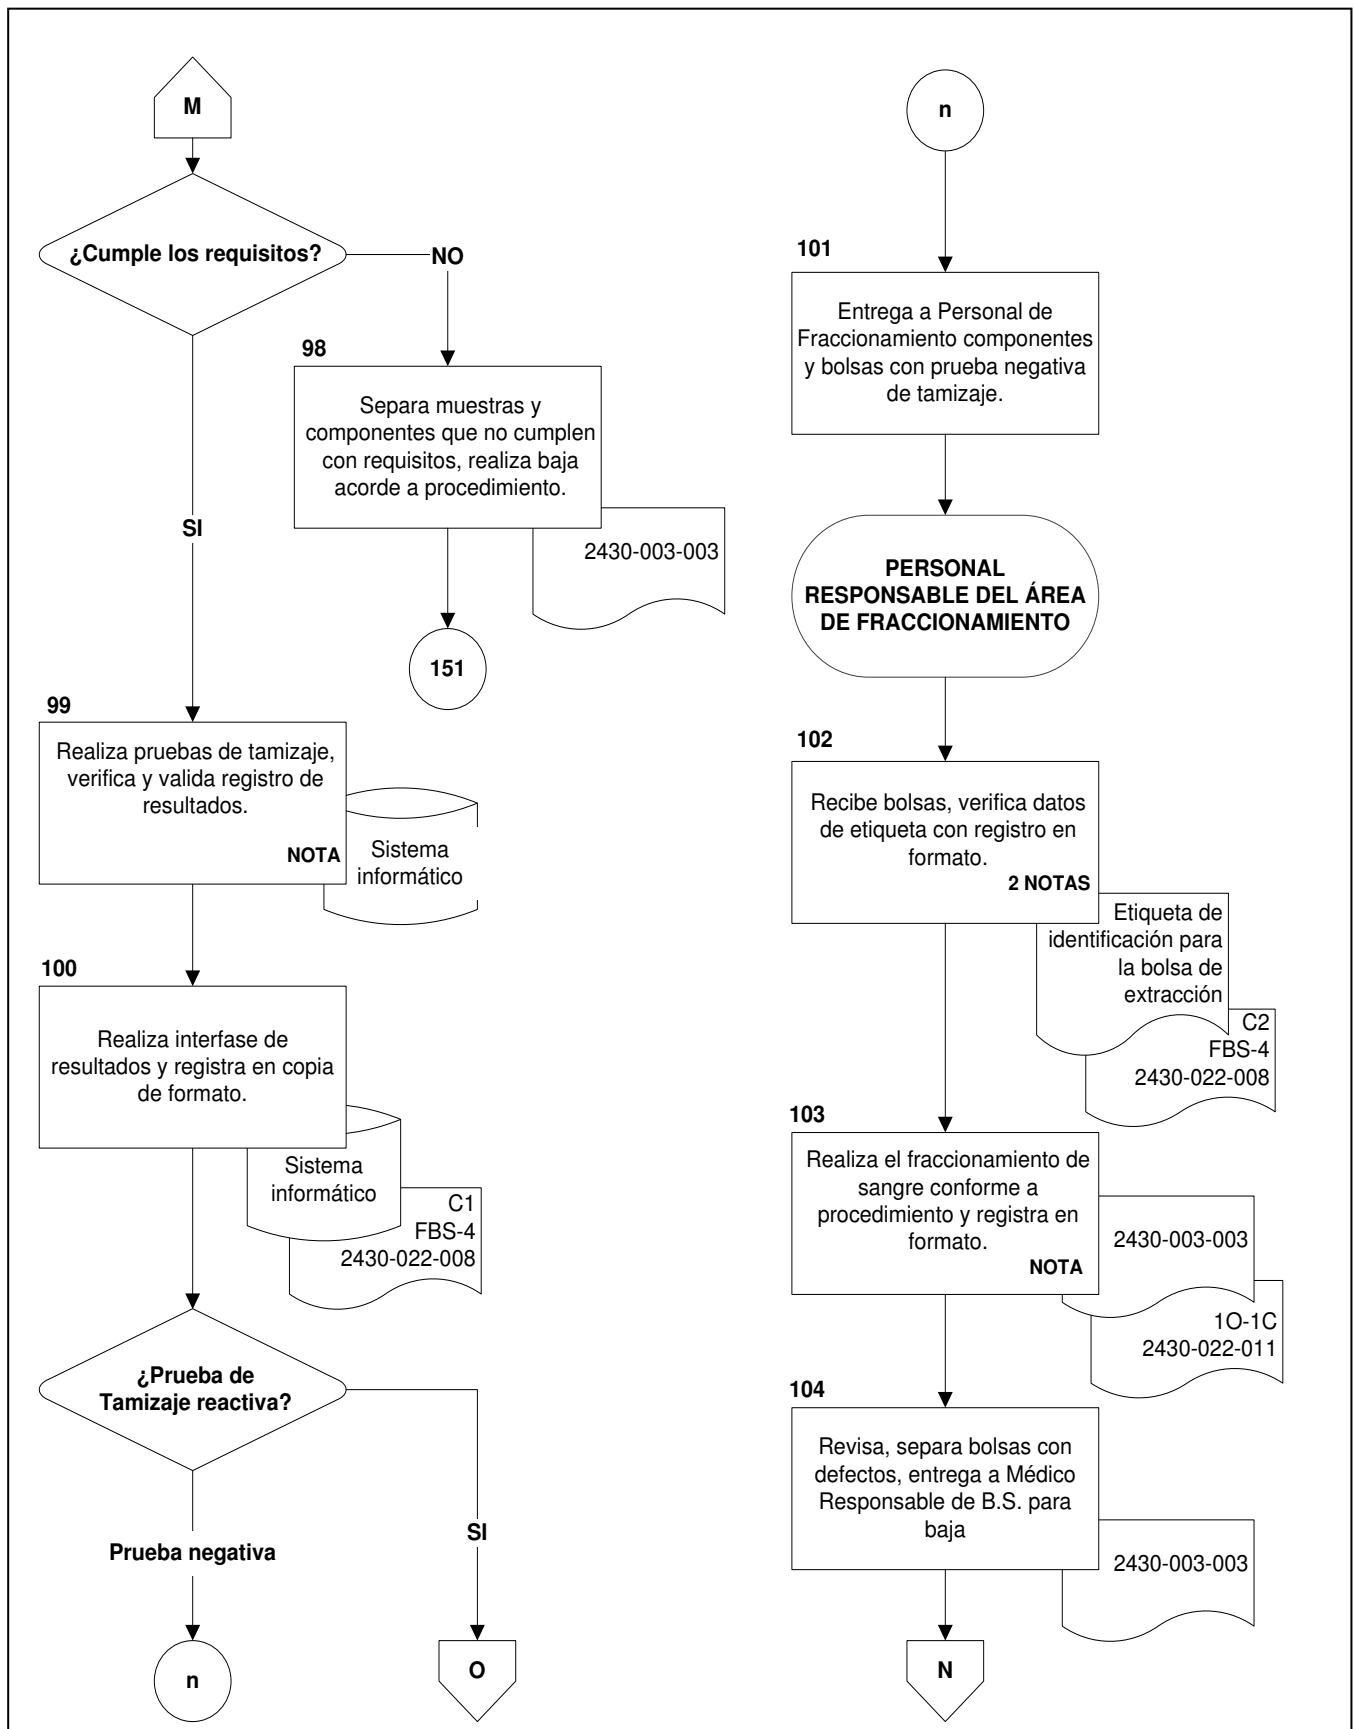 M
¿Cumple los requisitos?
NO
98
Separa muestras y
componentes que no cumplen
con requisitos, realiza baja
acorde a procedimiento.
2430-003-003
151
SI
99
Realiza pruebas de tamizaje,
verifica y valida registro de
resultados.
NOTA
Sistema
informático
100
Realiza interfase de
resultados y registra en copia
de formato.
Sistema
informático
C1
FBS-4
2430-022-008
¿Prueba de
Tamizaje reactiva?
Prueba negativa
SI
n
O
n
101
Entrega a Personal de
Fraccionamiento componentes
y bolsas con prueba negativa
de tamizaje.
PERSONAL
RESPONSABLE DEL ÁREA
DE FRACCIONAMIENTO
102
Recibe bolsas, verifica datos
de etiqueta con registro en
formato.
2 NOTAS
Etiqueta de
identificación para
la bolsa de
extracción
C2
FBS-4
2430-022-008
103
Realiza el fraccionamiento de
sangre conforme a
procedimiento y registra en
formato.
NOTA
2430-003-003
1O-1C
2430-022-011
104
Revisa, separa bolsas con
defectos, entrega a Médico
Responsable de B.S. para
baja
2430-003-003
N